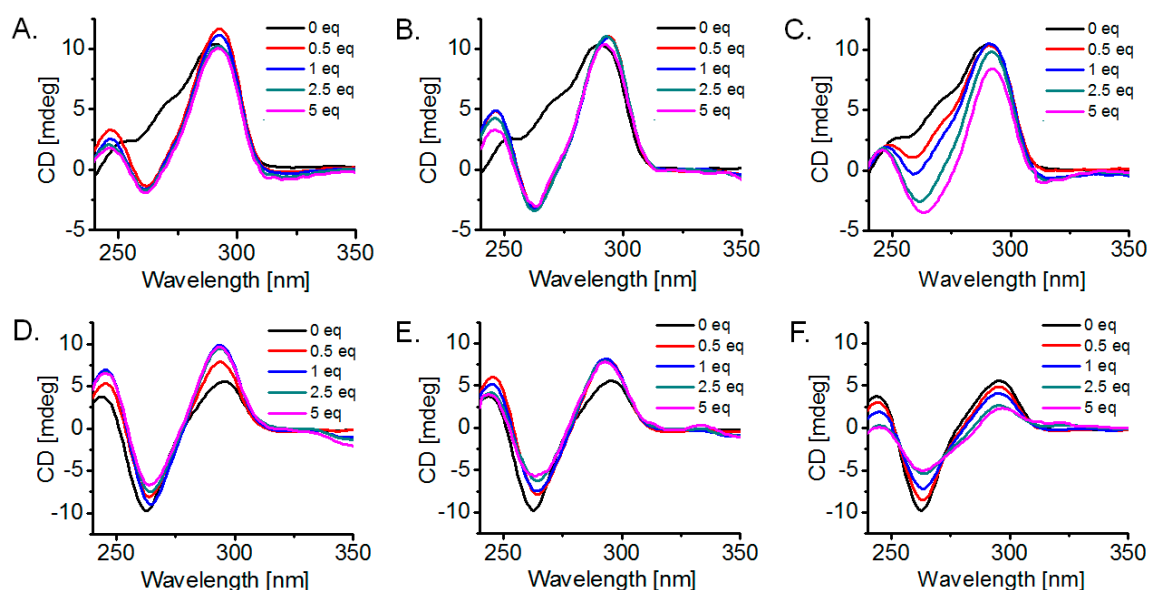 A.
CD [mdeg]
10
5
0
-5
250
300
350
Wavelength [nm]
0 eq
0.5 eq
1 eq
2.5 eq
5 eq
B.
CD [mdeg]
10
5
0
-5
250
300
350
Wavelength [nm]
0 eq
0.5 eq
1 eq
2.5 eq
5 eq
C.
CD [mdeg]
10
5
0
-5
250
300
350
Wavelength [nm]
0 eq
0.5 eq
1 eq
2.5 eq
5 eq
D.
CD [mdeg]
10
5
0
-5
-10
250
300
350
Wavelength [nm]
0 eq
0.5 eq
1 eq
2.5 eq
5 eq
E.
CD [mdeg]
10
5
0
-5
-10
250
300
350
Wavelength [nm]
0 eq
0.5 eq
1 eq
2.5 eq
5 eq
F.
CD [mdeg]
10
5
0
-5
-10
250
300
350
Wavelength [nm]
0 eq
0.5 eq
1 eq
2.5 eq
5 eq